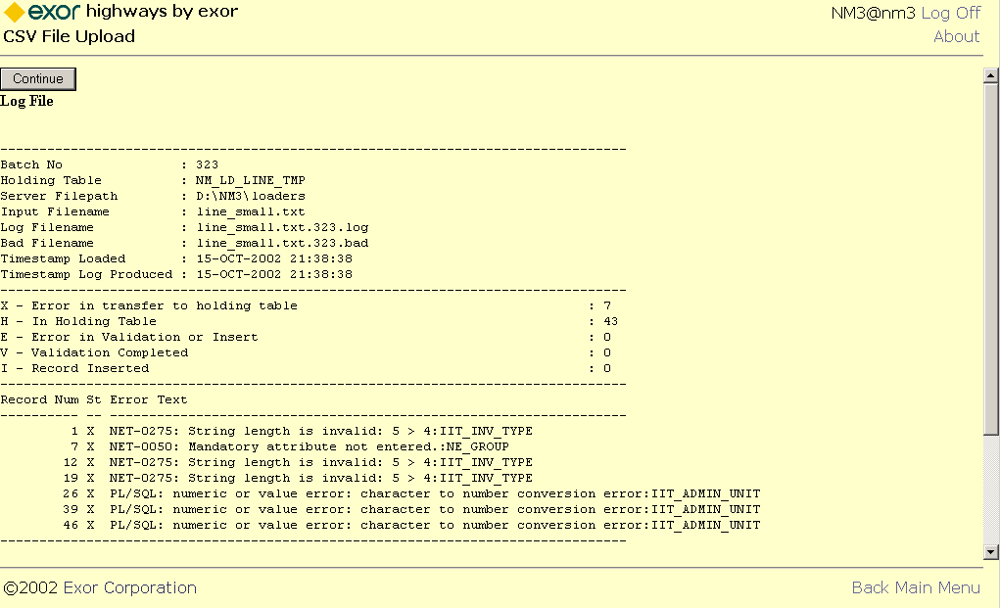 exor highways by exor NM3@nm3 Log Off
CSV File Upload About
Continue
Log File
--------------------------------------------------------------------------------
Batch No : 323
Holding Table : NM_LD_LINE_TMP
Server Filepath : D:\NM3\loaders
Input Filename : line_small.txt
Log Filename : line_small.txt.323.log
Bad Filename : line_small.txt.323.bad
Timestamp Loaded : 15-OCT-2002 21:38:38
Timestamp Log Produced : 15-OCT-2002 21:38:38
--------------------------------------------------------------------------------
X - Error in transfer to holding table : 7
H - In Holding Table : 43
E - Error in Validation or Insert : 0
V - Validation Completed : 0
I - Record Inserted : 0
--------------------------------------------------------------------------------
Record Num St Error Text
---------- -- ------------------------------------------------------------------
1 X NET-0275: String length is invalid: 5 > 4:IIT_INV_TYPE
7 X NET-0050: Mandatory attribute not entered.:NE_GROUP
12 X NET-0275: String length is invalid: 5 > 4:IIT_INV_TYPE
19 X NET-0275: String length is invalid: 5 > 4:IIT_INV_TYPE
26 X PL/SQL: numeric or value error: character to number conversion error:IIT_ADMIN_UNIT
39 X PL/SQL: numeric or value error: character to number conversion error:IIT_ADMIN_UNIT
46 X PL/SQL: numeric or value error: character to number conversion error:IIT_ADMIN_UNIT
--------------------------------------------------------------------------------
©2002 Exor Corporation Back Main Menu